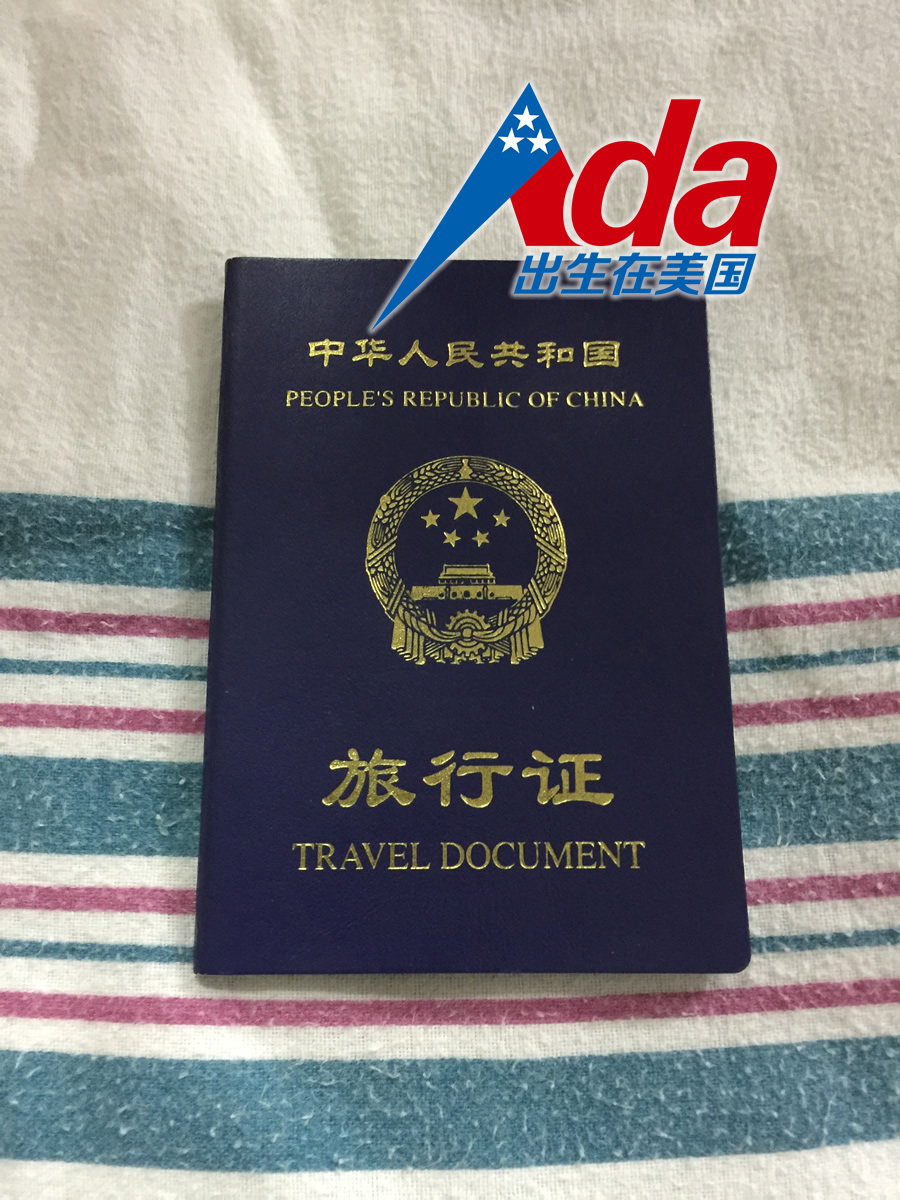 Ada
出生在美国
中华人民共和国
PEOPLE'S REPUBLIC OF CHINA
旅行证
TRAVEL DOCUMENT